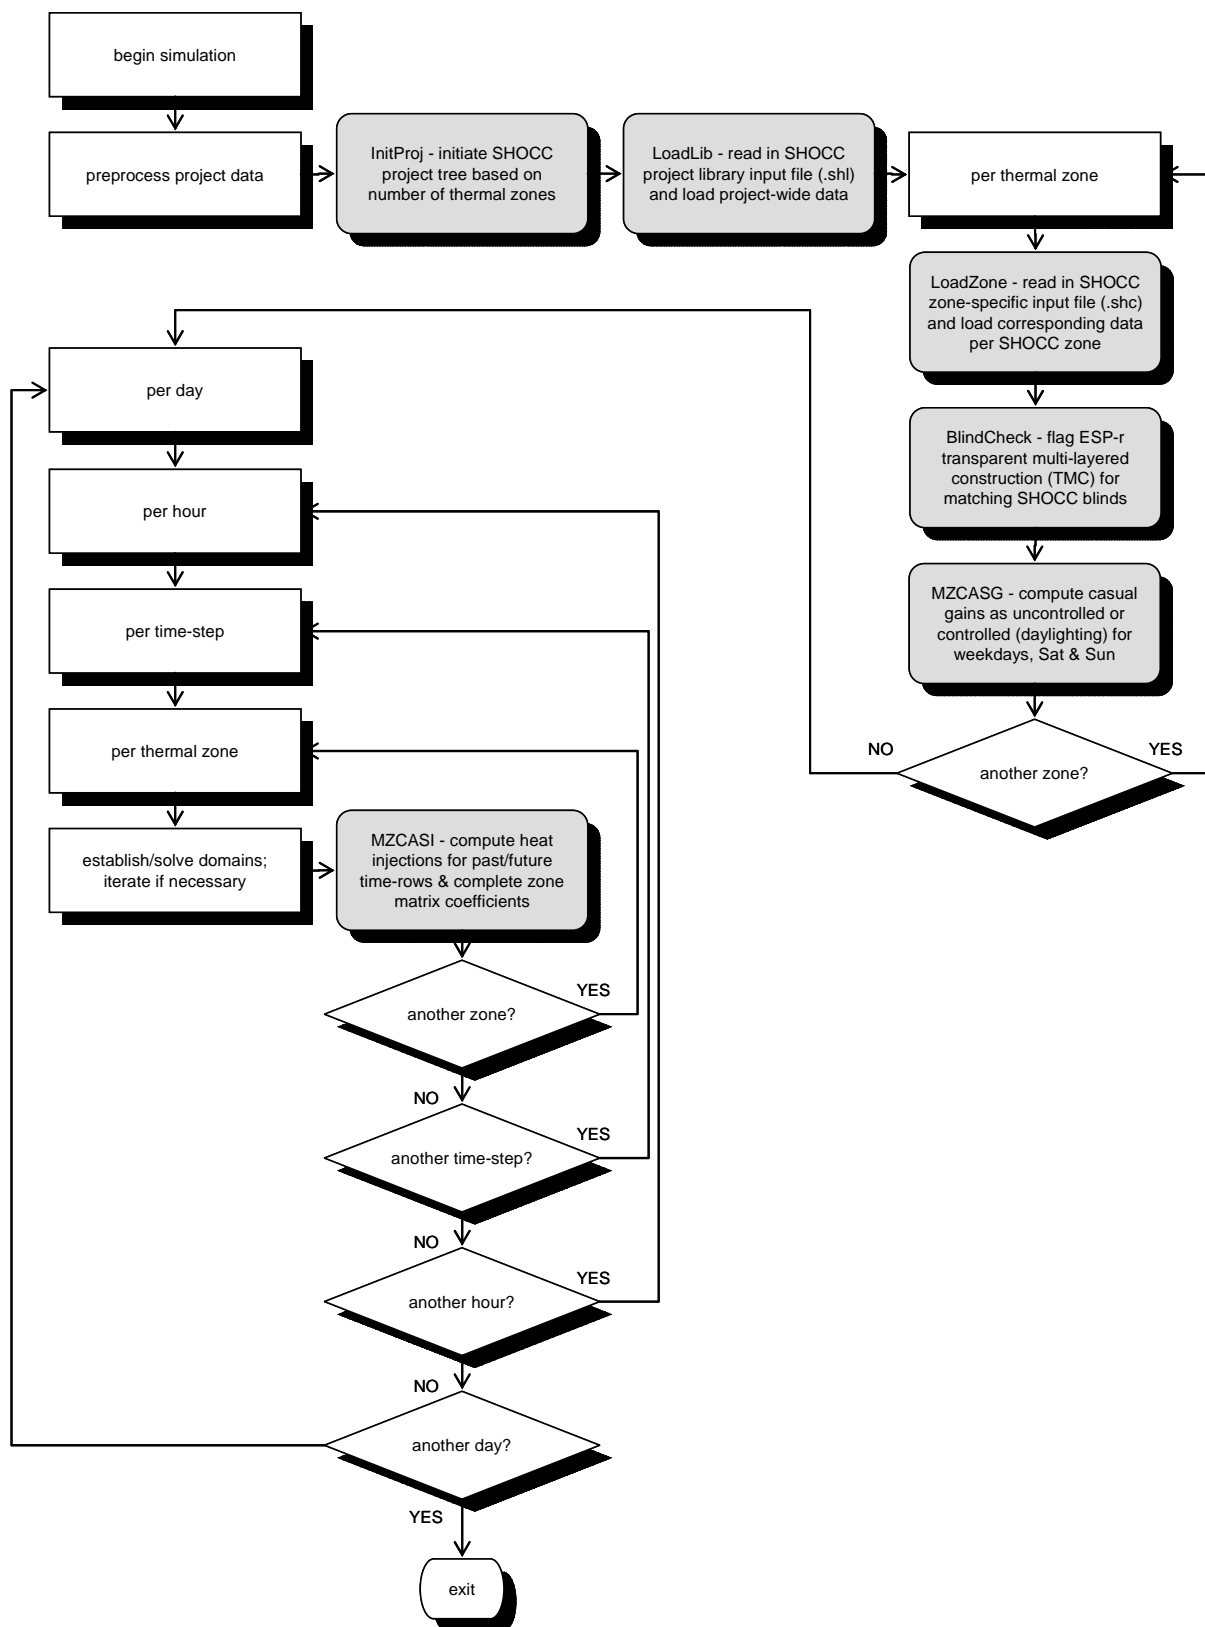 begin simulation
preprocess project data
InitProj - initiate SHOCC
project tree based on
number of thermal zones
LoadLib - read in SHOCC
project library input file (.shl)
and load project-wide data
per thermal zone
LoadZone - read in SHOCC
zone-specific input file (.shc)
and load corresponding data
per SHOCC zone
BlindCheck - flag ESP-r
transparent multi-layered
construction (TMC) for
matching SHOCC blinds
MZCASG - compute casual
gains as uncontrolled or
controlled (daylighting) for
weekdays, Sat & Sun
NO
YES
another zone?
per day
per hour
per time-step
per thermal zone
establish/solve domains;
iterate if necessary
MZCASI - compute heat
injections for past/future
time-rows & complete zone
matrix coefficients
YES
another zone?
NO
YES
another time-step?
NO
YES
another hour?
NO
another day?
YES
exit